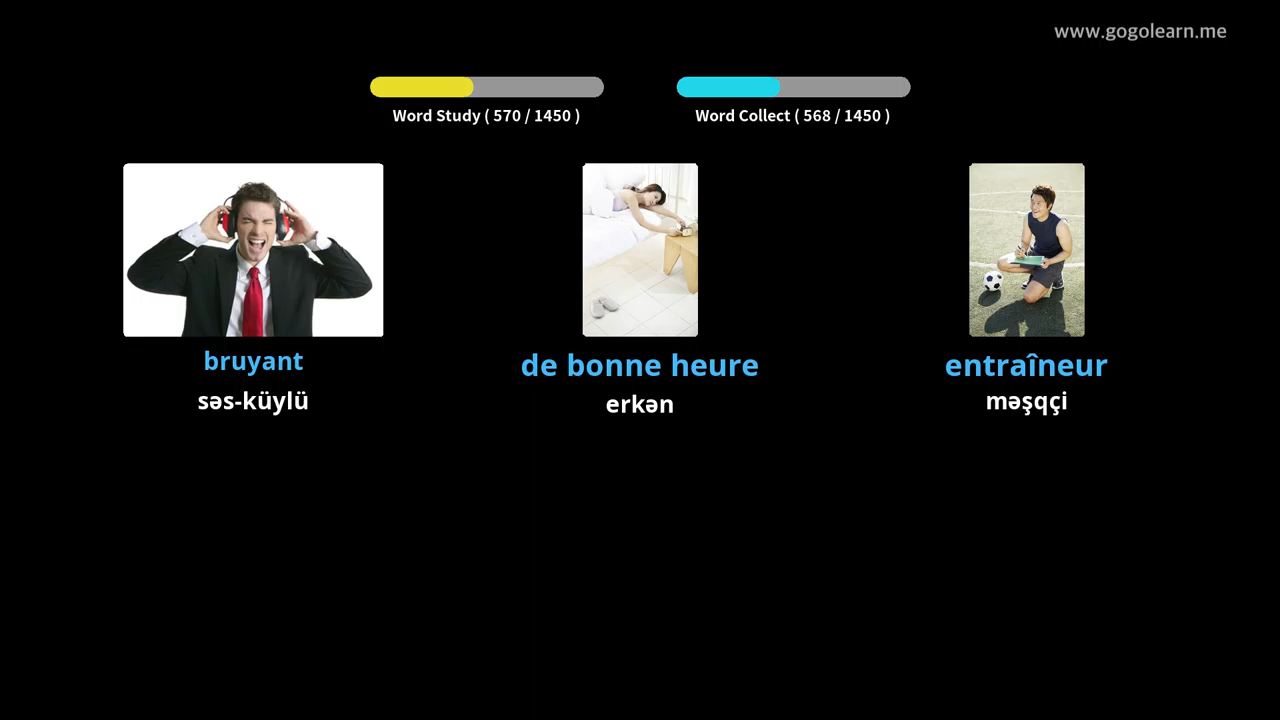 www.gogolearn.me
Word Study ( 570 / 1450 )
Word Collect ( 568 / 1450 )
bruyant
səs-küylü
de bonne heure
erkən
entraîneur
məşqçi